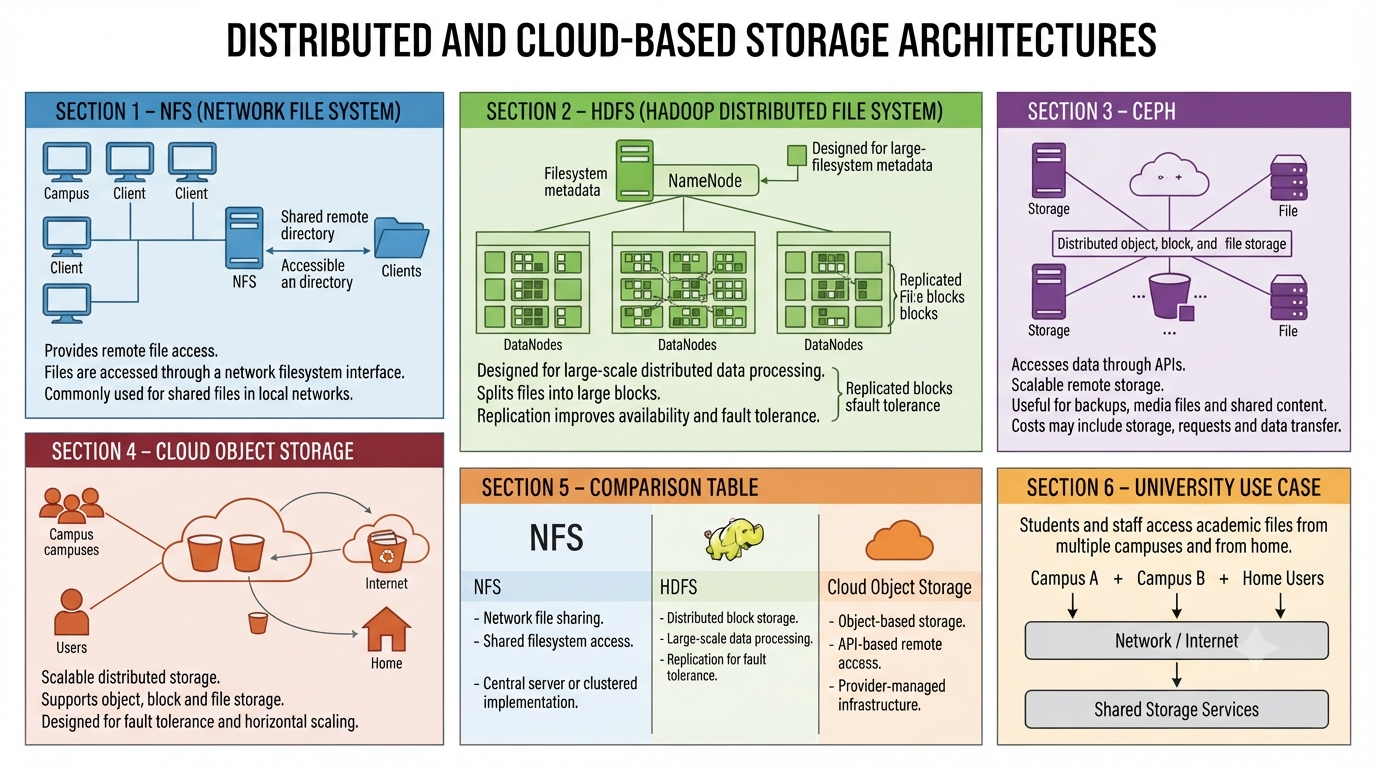 DISTRIBUTED AND CLOUD-BASED STORAGE ARCHITECTURES
SECTION 1 – NFS (NETWORK FILE SYSTEM)
Campus
Client
Client
Client
NFS
Shared remote
directory
Accessible
an directory
Clients
Provides remote file access.
Files are accessed through a network filesystem interface.
Commonly used for shared files in local networks.
SECTION 2 – HDFS (HADOOP DISTRIBUTED FILE SYSTEM)
Filesystem
metadata
NameNode
Designed for large-
filesystem metadata
Replicated
File blocks
blocks
DataNodes
DataNodes
DataNodes
Designed for large-scale distributed data processing.
Splits files into large blocks.
Replication improves availability and fault tolerance.
Replicated blocks
sfault tolerance
SECTION 3 – CEPH
Storage
File
Distributed object, block, and file storage
Storage
File
Accesses data through APIs.
Scalable remote storage.
Useful for backups, media files and shared content.
Costs may include storage, requests and data transfer.
SECTION 4 – CLOUD OBJECT STORAGE
Campus
campuses
Internet
Users
Home
Scalable distributed storage.
Supports object, block and file storage.
Designed for fault tolerance and horizontal scaling.
SECTION 5 – COMPARISON TABLE
NFS
NFS
- Network file sharing.
- Shared filesystem access.
- Central server or clustered
implementation.
HDFS
- Distributed block storage.
- Large-scale data processing.
- Replication for fault
tolerance.
Cloud Object Storage
- Object-based storage.
- API-based remote
access.
- Provider-managed
infrastructure.
SECTION 6 – UNIVERSITY USE CASE
Students and staff access academic files from
multiple campuses and from home.
Campus A + Campus B + Home Users
Network / Internet
Shared Storage Services